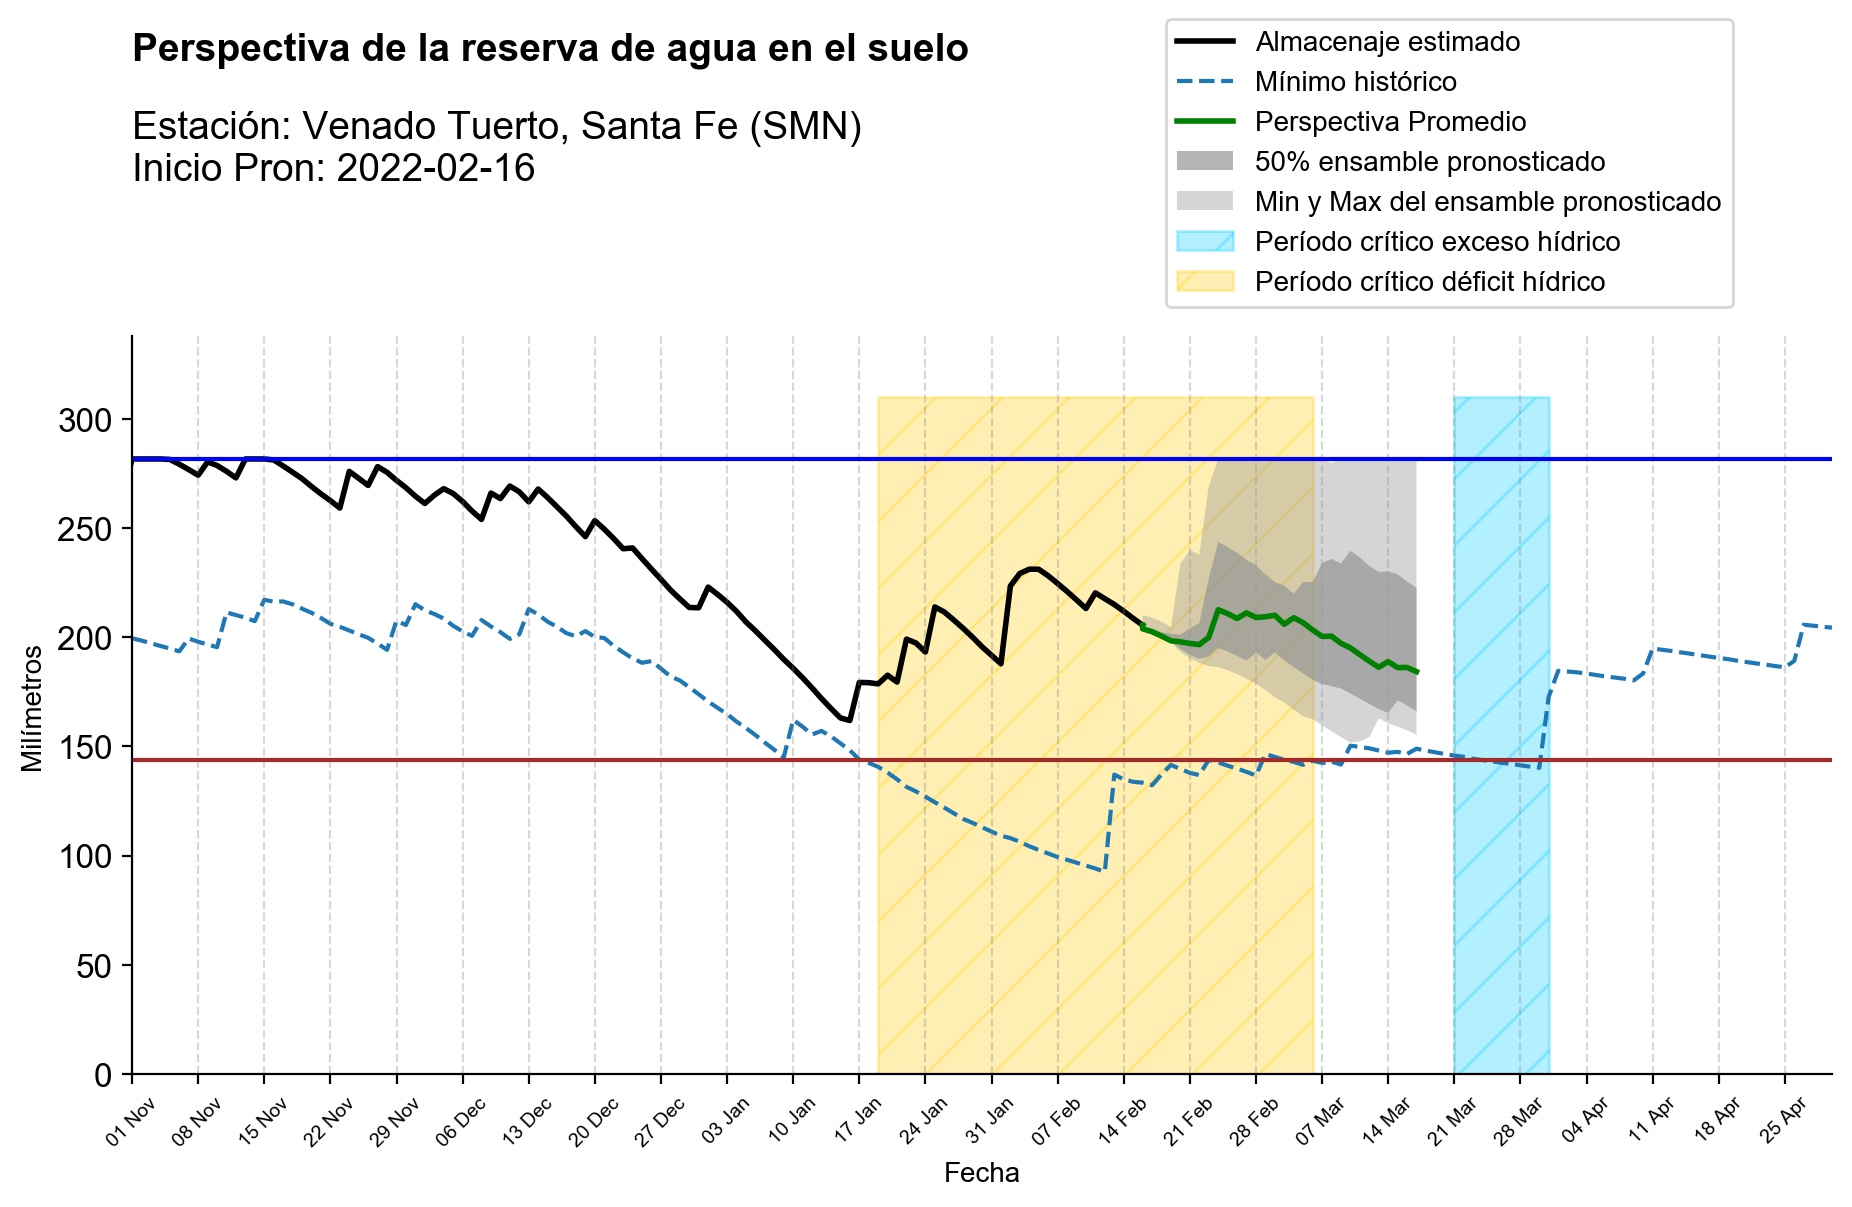 Perspectiva de la reserva de agua en el suelo
Estación: Venado Tuerto, Santa Fe (SMN)
Inicio Pron: 2022-02-16
Almacenaje estimado
Mínimo histórico
Perspectiva Promedio
50% ensamble pronosticado
Min y Max del ensamble pronosticado
Período crítico exceso hídrico
Período crítico déficit hídrico
300
250
200
150
100
50
0
Milímetros
01 Nov
08 Nov
15 Nov
22 Nov
29 Nov
06 Dec
13 Dec
20 Dec
27 Dec
03 Jan
10 Jan
17 Jan
24 Jan
31 Jan
07 Feb
14 Feb
21 Feb
28 Feb
07 Mar
14 Mar
21 Mar
28 Mar
04 Apr
11 Apr
18 Apr
25 Apr
Fecha